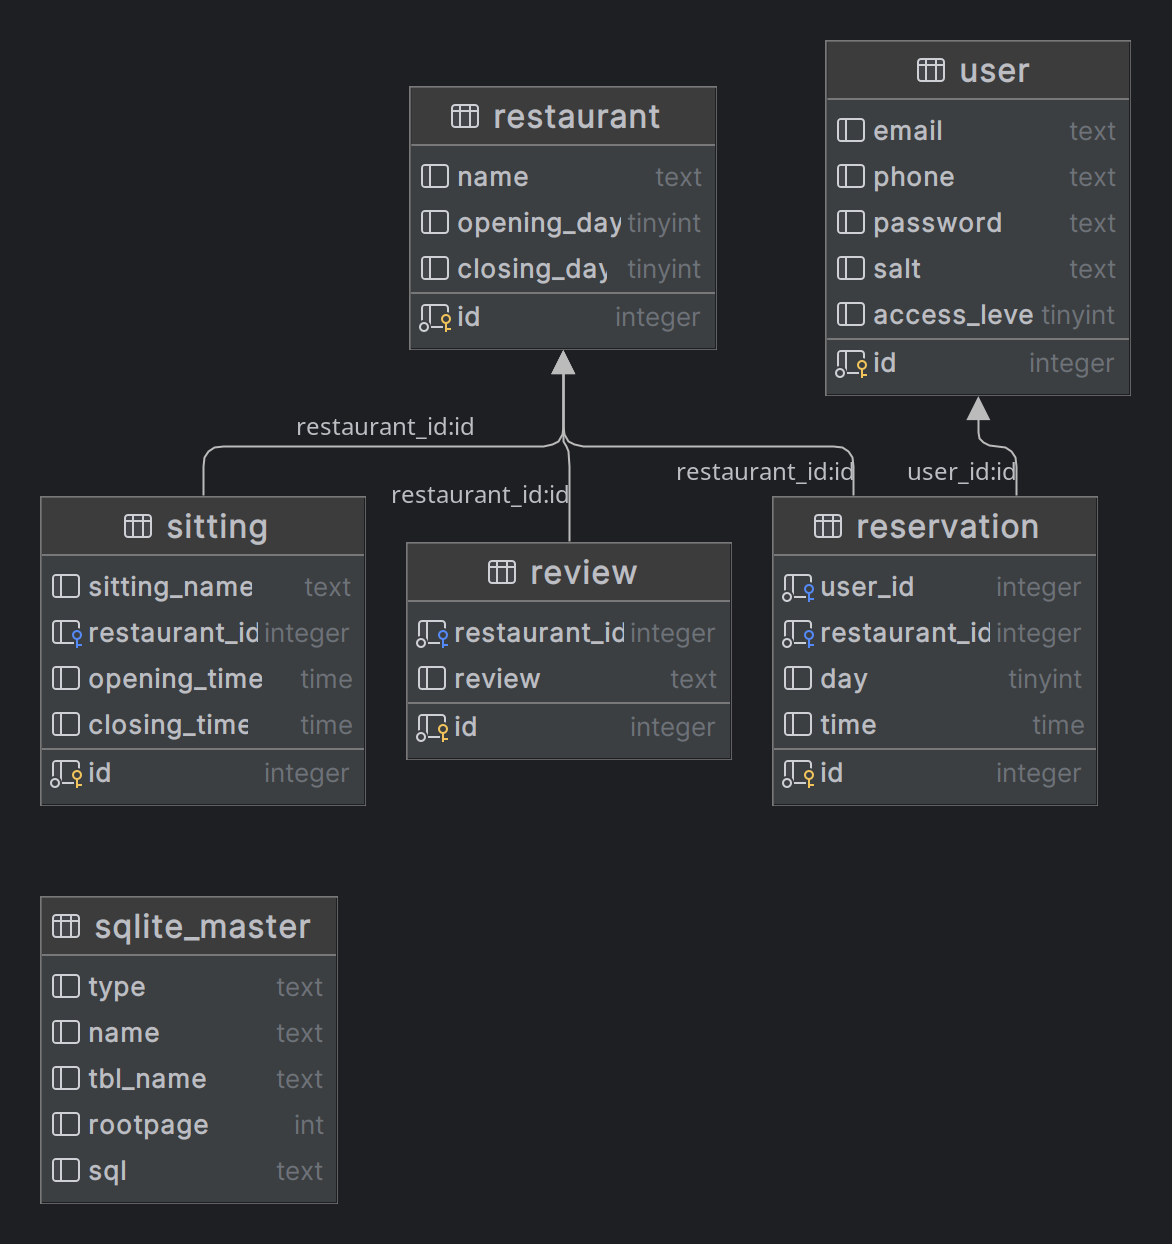 user
email text
phone text
password text
salt text
access_leve tinyint
id integer
restaurant
name text
opening_day tinyint
closing_day tinyint
id integer
restaurant_id:id
restaurant_id:id
restaurant_id:id
user_id:id
sitting
sitting_name text
restaurant_id integer
opening_time time
closing_time time
id integer
review
restaurant_id integer
review text
id integer
reservation
user_id integer
restaurant_id integer
day tinyint
time time
id integer
sqlite_master
type text
name text
tbl_name text
rootpage int
sql text